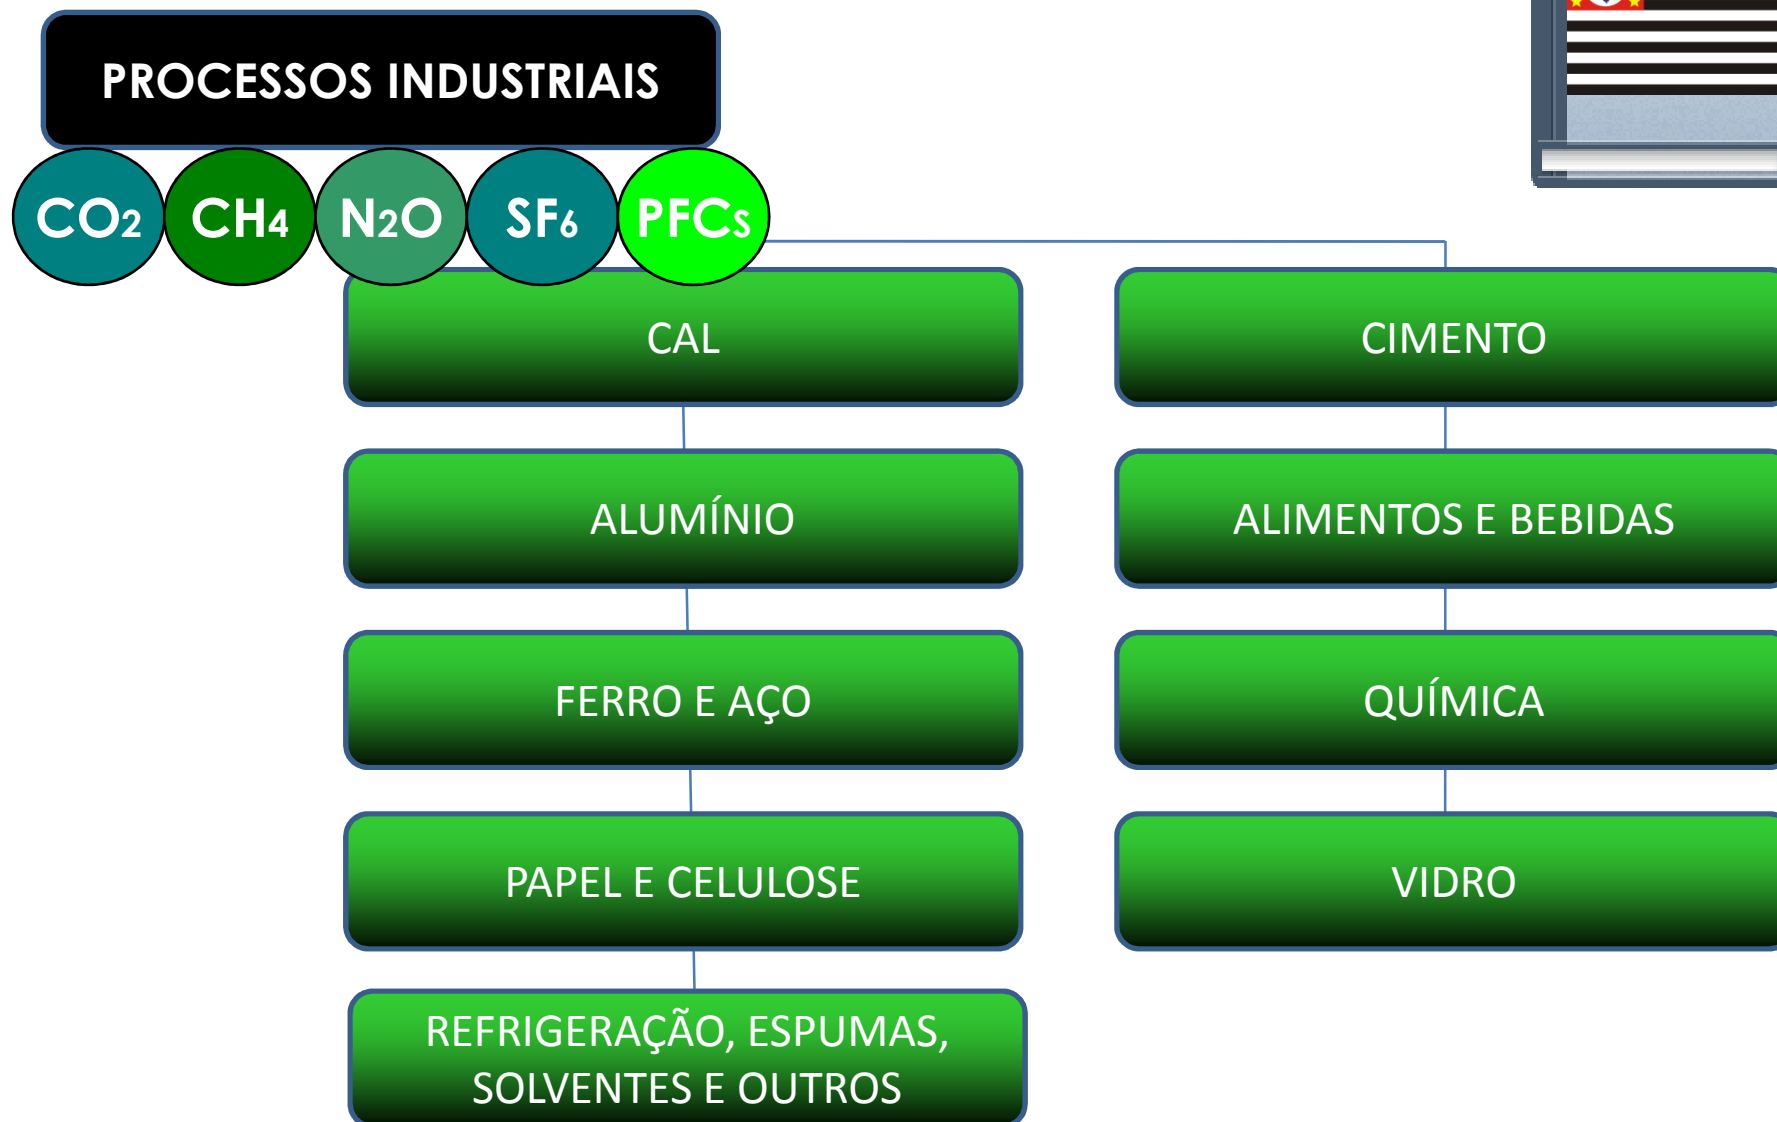 PROCESSOS INDUSTRIAIS
CO2 CH4 N2O SF6 PFCs
CAL
CIMENTO
ALUMÍNIO
ALIMENTOS E BEBIDAS
FERRO E AÇO
QUÍMICA
PAPEL E CELULOSE
VIDRO
REFRIGERAÇÃO, ESPUMAS,
SOLVENTES E OUTROS